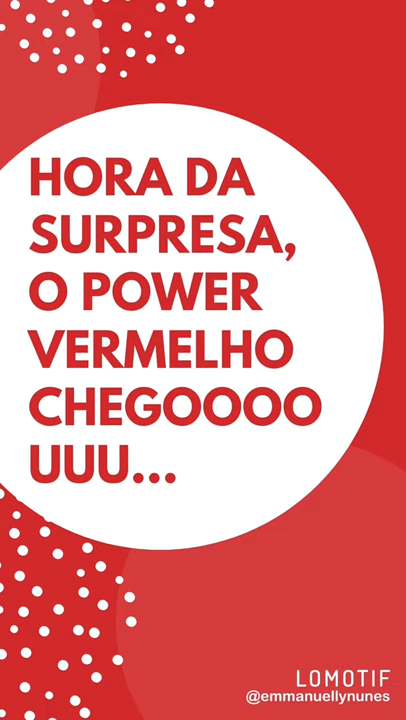 HORA DA
SURPRESA,
O POWER
VERMELHO
CHEGOOOO
UUU...
LOMOTIF
@emmanuellynunes